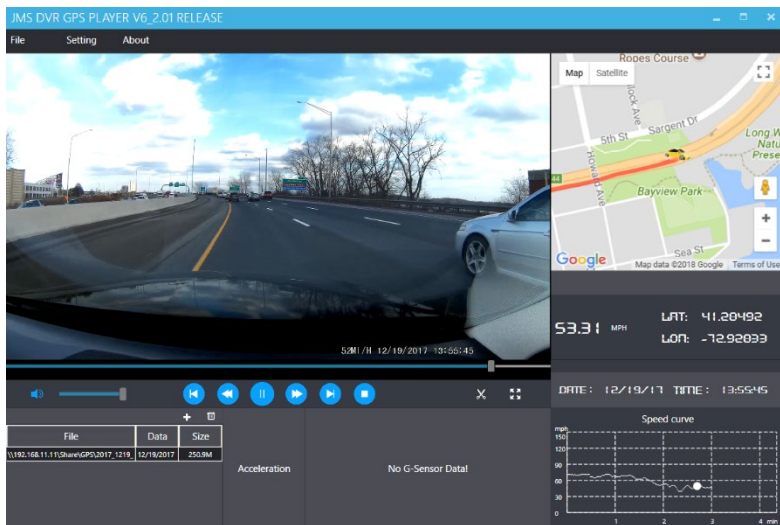 JMS DVR GPS PLAYER V6_2.01 RELEASE
File Setting About
52MI/H 12/19/2017 13:55:45
Ropes Course
Map Satellite
5th St
Sargent Dr
Howard Ave
44
Bayview Park
Sea St
Google
Map data ©2018 Google Terms of Use
53.31 MPH
LAT: 41.28492
LON: -72.92033
DATE: 12/19/17 TIME: 13:55:45
File Data Size
\\192.168.11.11\Share\GPS\2017_1219_ 12/19/2017 250.9M
Acceleration
No G-Sensor Data!
Speed curve
mph
150
120
90
60
30
0
1 2 3 4 min